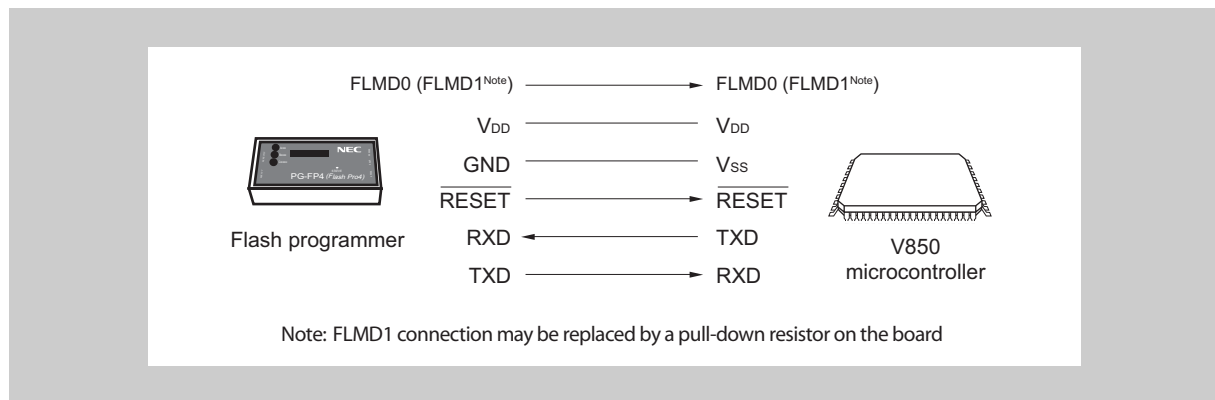 FLMD0 (FLMD1Note) FLMD0 (FLMD1Note)
VDD VDD
GND VSS
RESET RESET
RXD TXD
TXD RXD
NEC
PG-FP4 (Flash Pro4)
Flash programmer
V850
microcontroller
Note: FLMD1 connection may be replaced by a pull-down resistor on the board